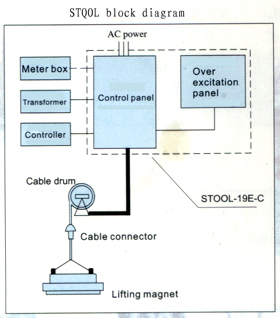 STQOL block diagram
AC power
Meter box
Transformer
Controller
Control panel
Over
excitation
panel
Cable drum
STOOL-19E-C
Cable connector
Lifting magnet